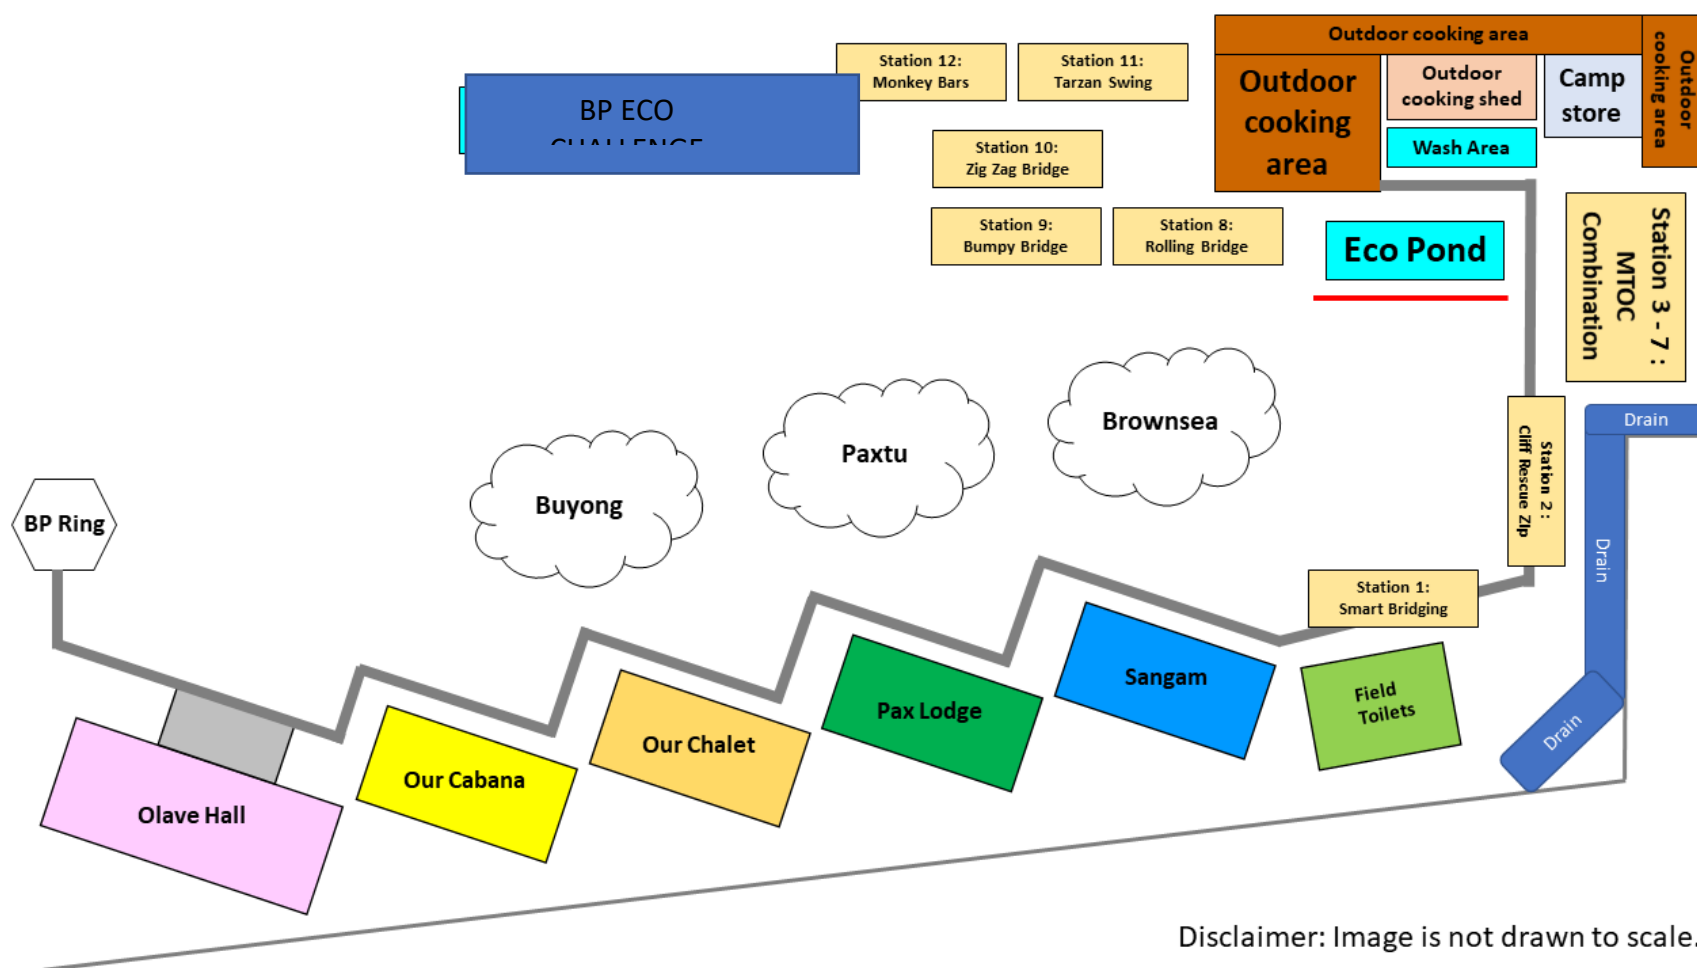 Outdoor cooking area
Outdoor
cooking area
Station 12:
Monkey Bars
Station 11:
Tarzan Swing
Outdoor
cooking
area
Outdoor
cooking shed
Camp
store
BP ECO
CHALLENGE
Wash Area
Station 10:
Zig Zag Bridge
Station 9:
Bumpy Bridge
Station 8:
Rolling Bridge
Eco Pond
Station 3 - 7 :
MTOC
Combination
Brownsea
Paxtu
Buyong
BP Ring
Station 2 :
Cliff Rescue ZIp
Drain
Drain
Drain
Station 1:
Smart Bridging
Sangam
Field
Toilets
Pax Lodge
Our Chalet
Our Cabana
Olave Hall
Disclaimer: Image is not drawn to scale.